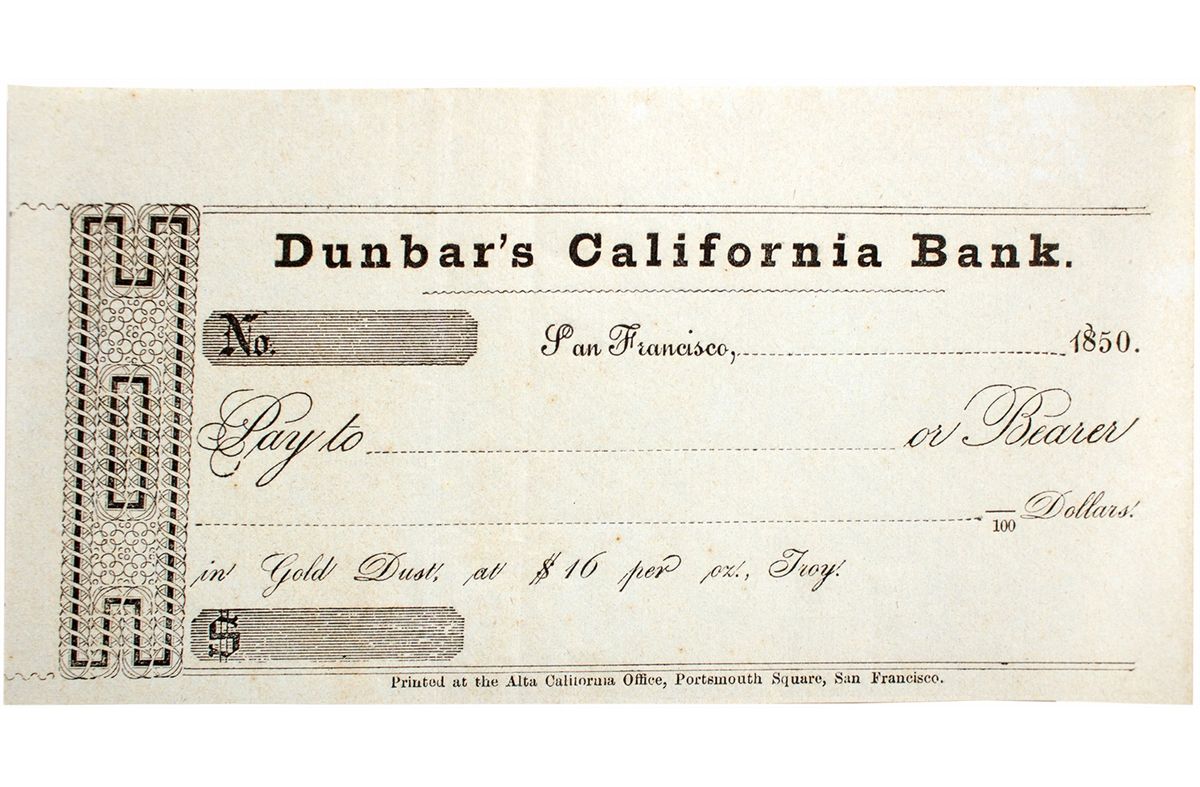 Dunbar's California Bank.
No. San Francisco, 1850.
Pay to or Bearer
/100 Dollars.
in Gold Dust, at $16 per oz., Troy.
$
Printed at the Alta California Office, Portsmouth Square, San Francisco.